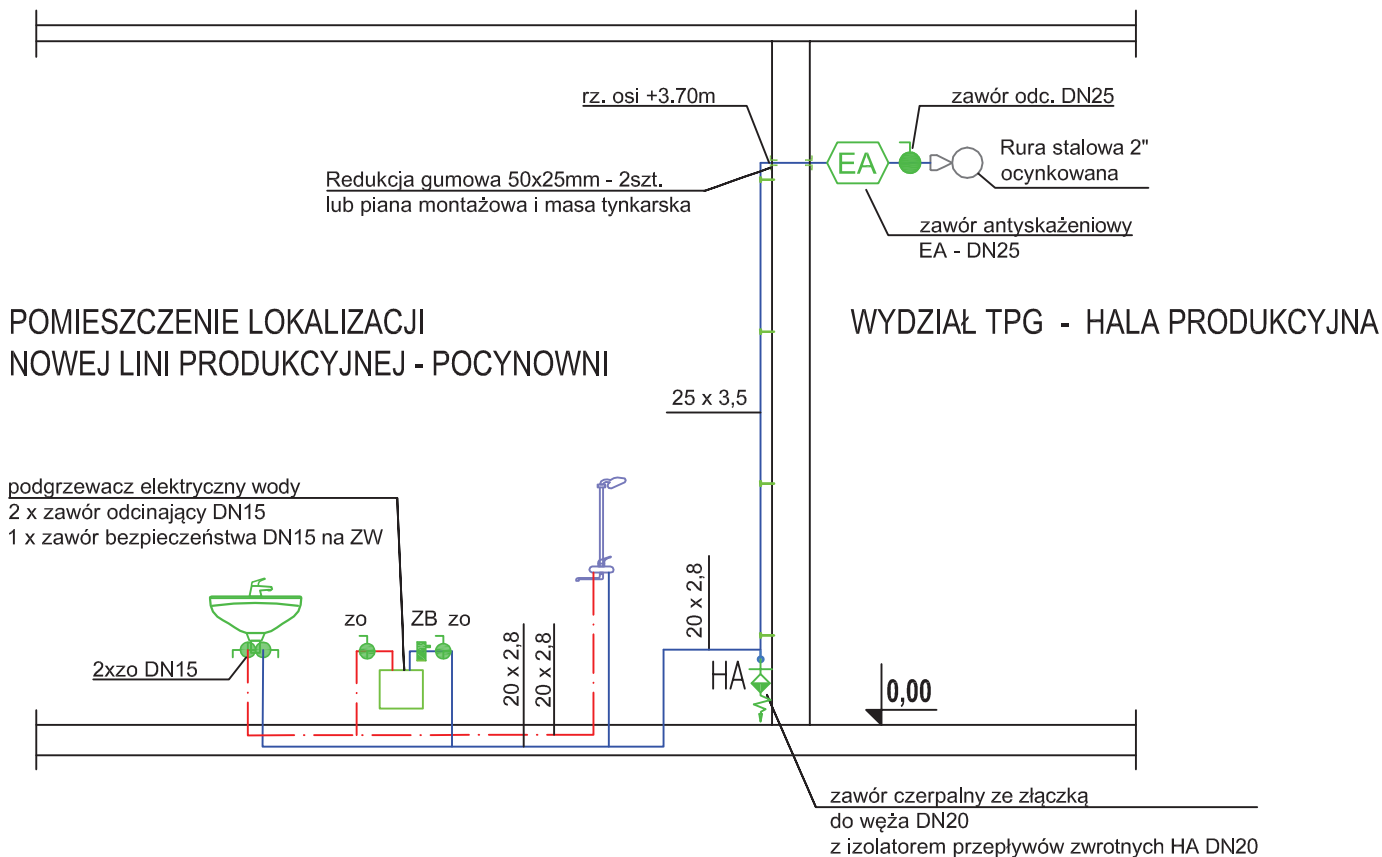 rz. osi +3.70m
zawór odc. DN25
Rura stalowa 2"
ocynkowana
EA
Redukcja gumowa 50x25mm - 2szt.
lub piana montażowa i masa tynkarska
zawór antyskażeniowy
EA - DN25
POMIESZCZENIE LOKALIZACJI
NOWEJ LINI PRODUKCYJNEJ - POCYNOWNI
WYDZIAŁ TPG - HALA PRODUKCYJNA
25 x 3,5
podgrzewacz elektryczny wody
2 x zawór odcinający DN15
1 x zawór bezpieczeństwa DN15 na ZW
20 x 2,8
zo
ZB
zo
20 x 2,8
20 x 2,8
2xzo DN15
HA
0,00
zawór czerpalny ze złączką
do węża DN20
z izolatorem przepływów zwrotnych HA DN20